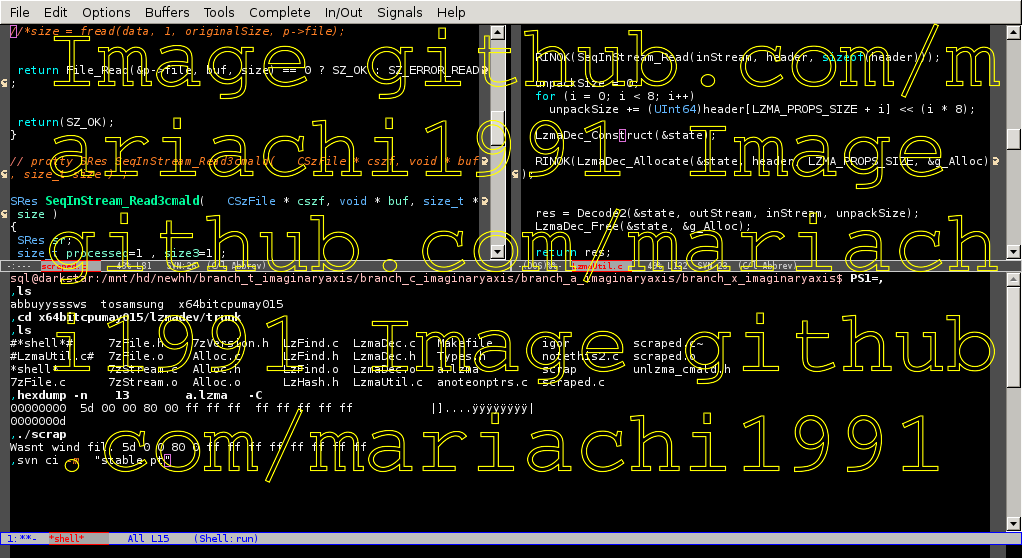 File Edit Options Buffers Tools Complete In/Out Signals Help
//*size = fread(data, 1, originalSize, p->file);
return File_Read(&p->file, buf, size) == 0 ? SZ_OK : SZ_ERROR_READ
;
return(SZ_OK);
}
// SRes SeqInStream_Read3cmald( CSzFile * cszf, void * buf
, size_t size ) ;
SRes SeqInStream_Read3cmald( CSzFile * cszf, void * buf, size_t *
size )
{
SRes sr;
size_t processed=1 , size3=1;
RINOK(SeqInStream_Read(inStream, header, sizeof(header)));
unpackSize = 0;
for (i = 0; i < 8; i++)
unpackSize += (UInt64)header[LZMA_PROPS_SIZE + i] << (i * 8);
LzmaDec_Construct(&state);
RINOK(LzmaDec_Allocate(&state, header, LZMA_PROPS_SIZE, &g_Alloc)
);
res = Decode2(&state, outStream, inStream, unpackSize);
LzmaDec_Free(&state, &g_Alloc);
return res;
sql@darkstar:/mnt/hd/newhh/branch_t_imaginaryaxis/branch_c_imaginaryaxis/branch_a_imaginaryaxis/branch_x_imaginaryaxis$ PS1=,
,ls
abbuyysssws tosamsung x64bitcpumay015
,cd x64bitcpumay015/lzmadev/trunk
,ls
#*shell*# 7zFile.h 7zVersion.h LzFind.c LzmaDec.c Makefile igor scraped.c~
#LzmaUtil.c# 7zFile.o Alloc.c LzFind.h LzmaDec.h Types.h notethis2.c scraped.o
*shell* 7zStream.c Alloc.h LzFind.o LzmaDec.o a.lzma scrap unlzma_cmald.h
7zFile.c 7zStream.o Alloc.o LzHash.h LzmaUtil.c anoteonptrs.c scraped.c
,hexdump -n 13 a.lzma -C
00000000 5d 00 00 80 00 ff ff ff ff ff ff ff ff |]....ÿÿÿÿÿÿÿÿ|
0000000d
,./scrap
Wasnt wind fil, 5d 0 0 80 0 ff ff ff ff ff ff ff ff
,svn ci -m "stable pt"
1:**- *shell* All L15 (Shell:run)
Image github.com/m
ariachi1991 Image
github.com/mariach
i1991 Image github
.com/mariachi1991